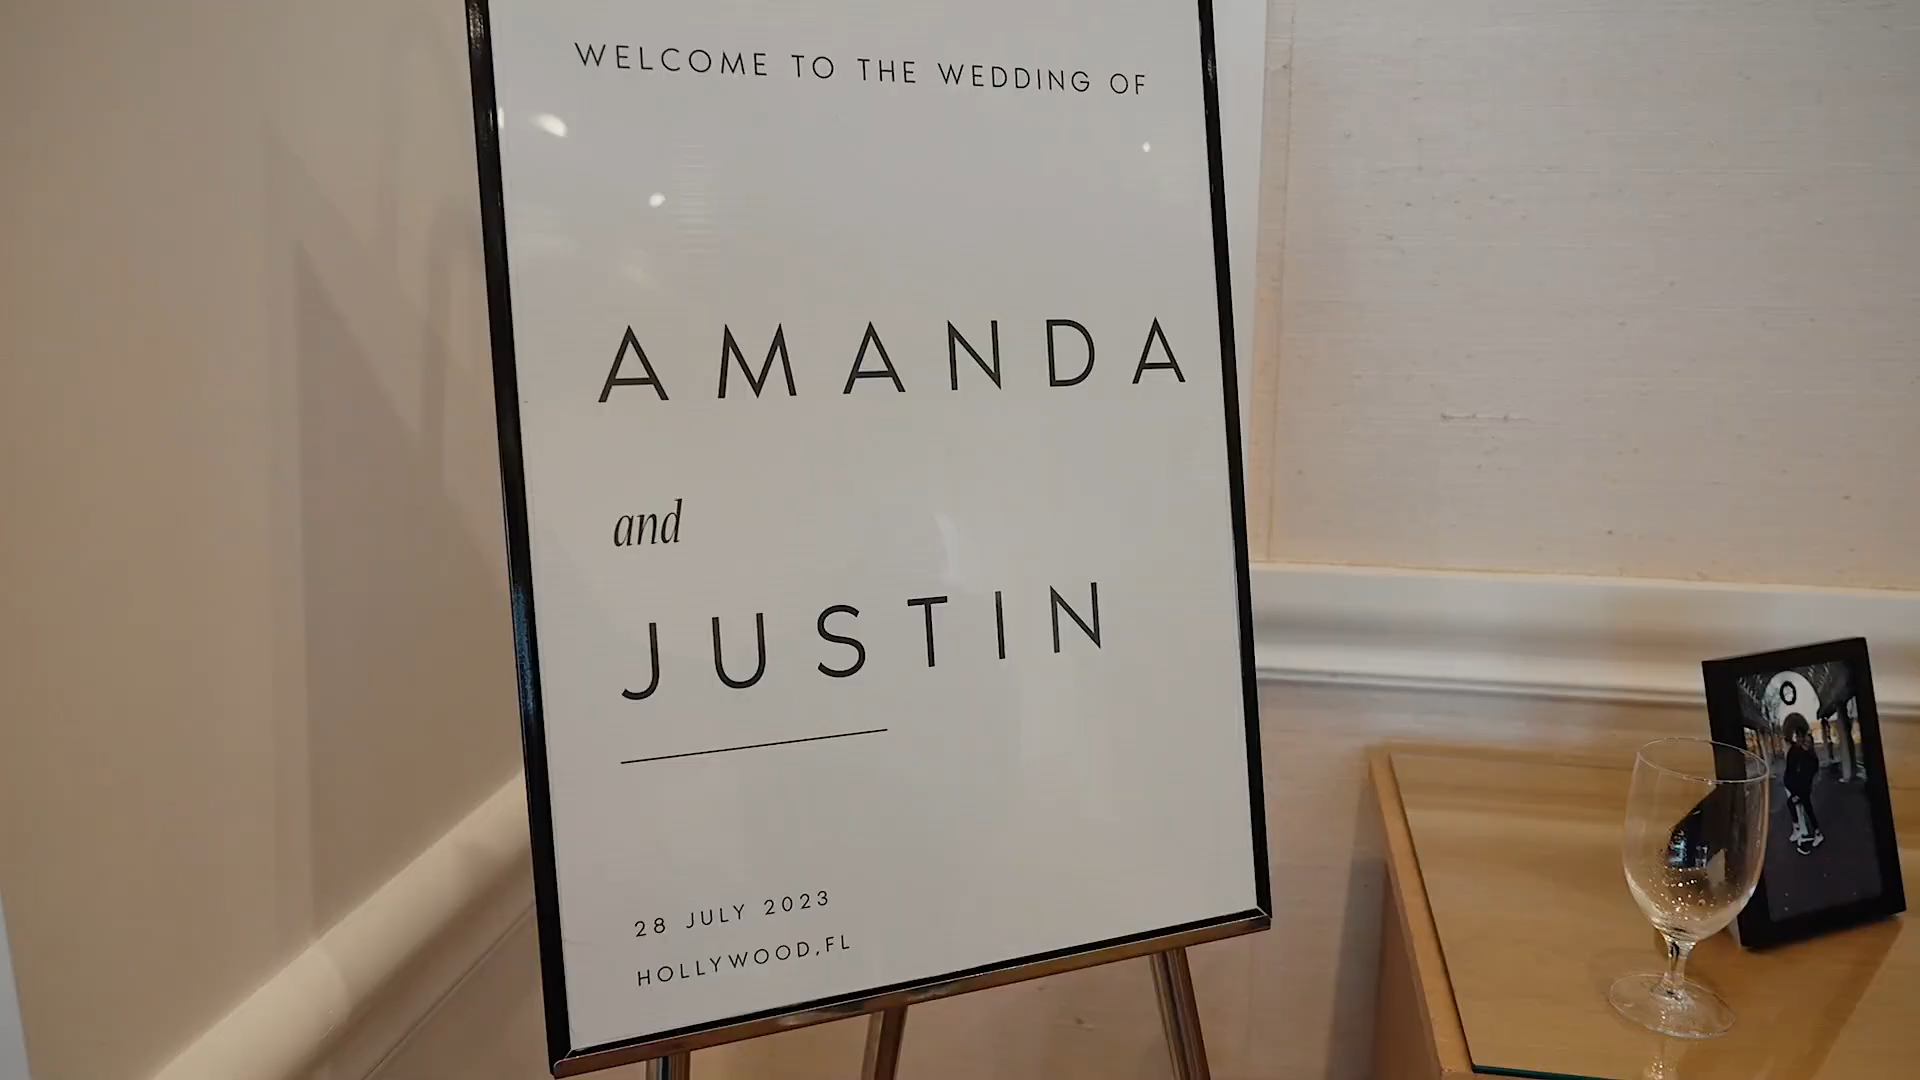 WELCOME TO THE WEDDING OF
AMANDA
and
JUSTIN
28 JULY 2023
HOLLYWOOD,FL